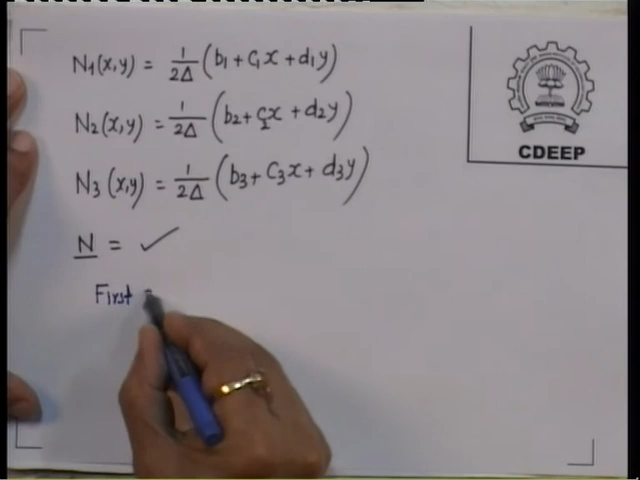 N₁(x,y) = 1/2Δ (b₁ + c₁x + d₁y)
N₂(x,y) = 1/2Δ (b₂ + c₂x + d₂y)
N₃(x,y) = 1/2Δ (b₃ + c₃x + d₃y)
N = ✓
First
CDEEP